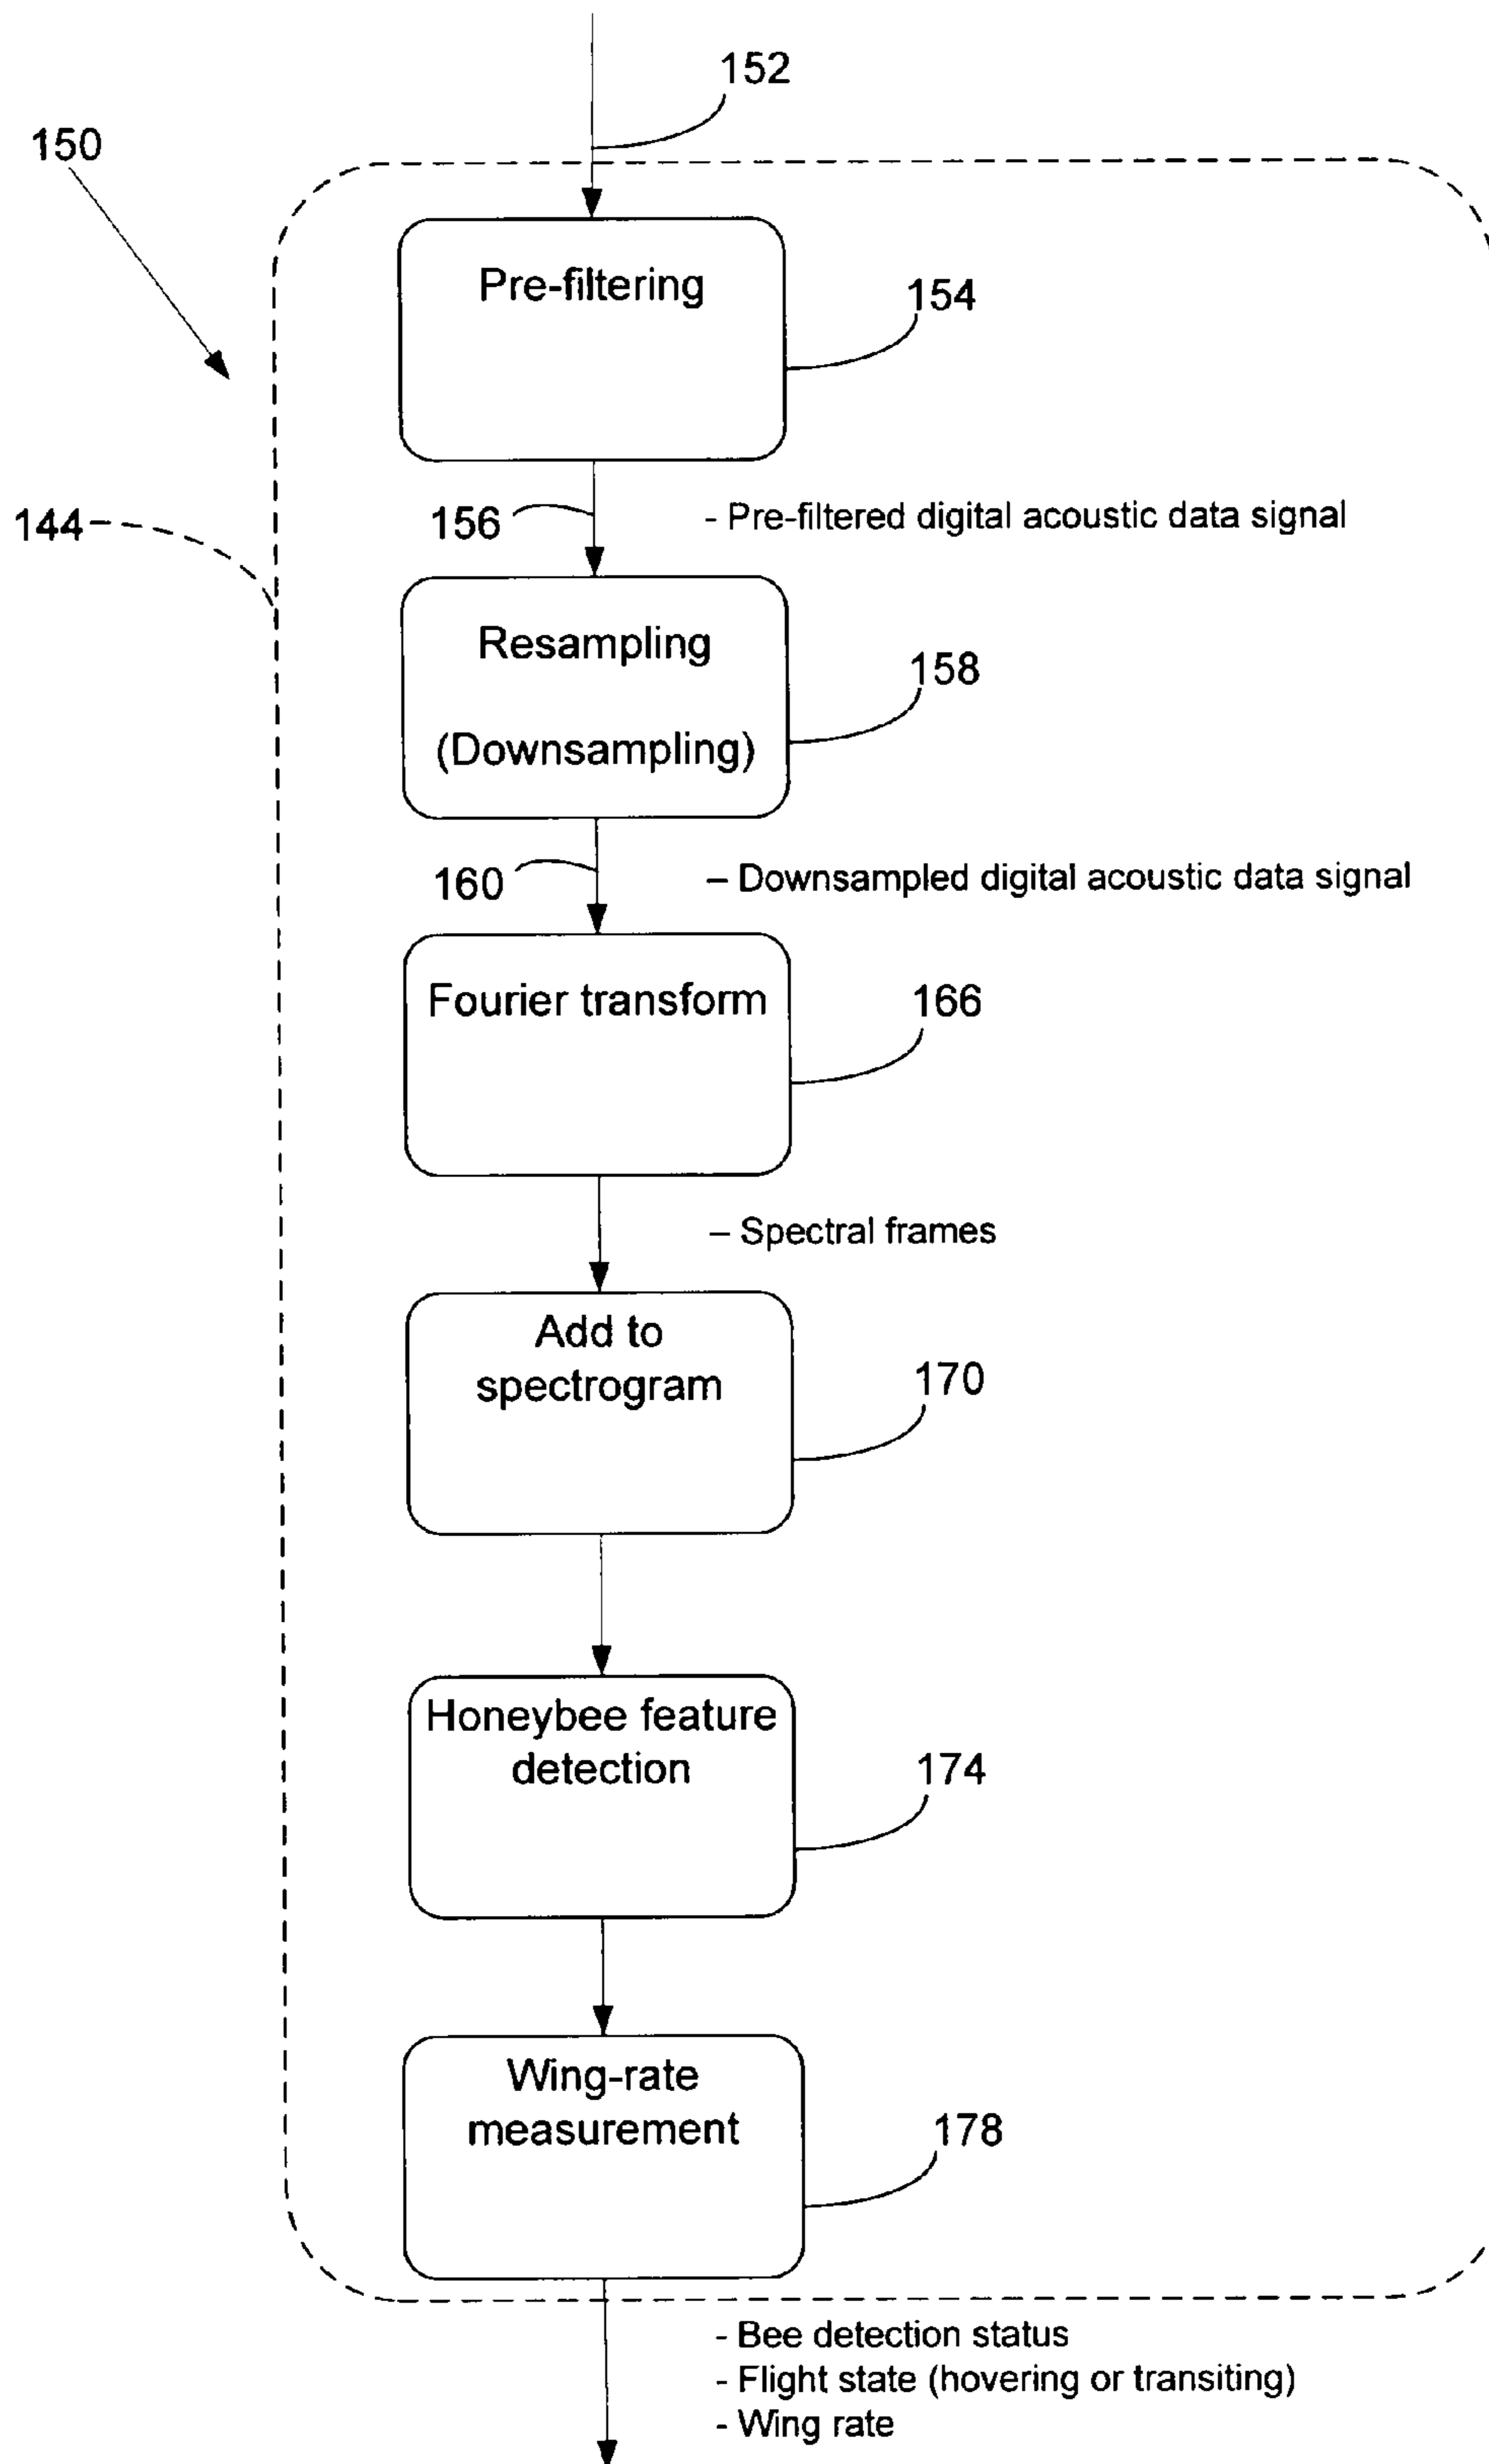 152
150
Pre-filtering
154
144
156
- Pre-filtered digital acoustic data signal
Resampling
(Downsampling)
158
160
– Downsampled digital acoustic data signal
Fourier transform
166
– Spectral frames
Add to
spectrogram
170
Honeybee feature
detection
174
Wing-rate
measurement
178
- Bee detection status
- Flight state (hovering or transiting)
- Wing rate